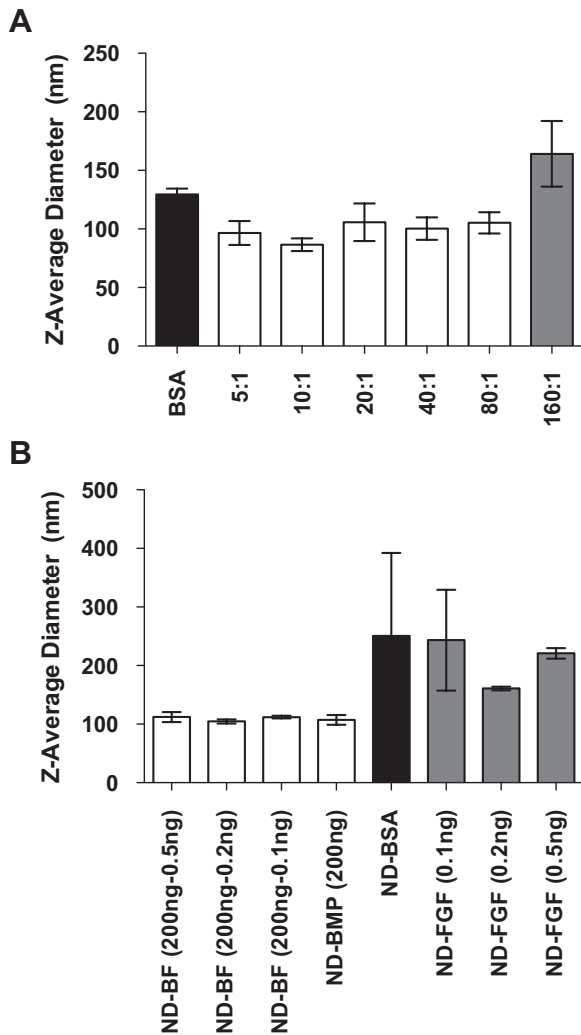 A
Z-Average Diameter (nm)
250
200
150
100
50
0
BSA
5:1
10:1
20:1
40:1
80:1
160:1
B
Z-Average Diameter (nm)
500
400
300
200
100
0
ND-BF (200ng-0.5ng)
ND-BF (200ng-0.2ng)
ND-BF (200ng-0.1ng)
ND-BMP (200ng)
ND-BSA
ND-FGF (0.1ng)
ND-FGF (0.2ng)
ND-FGF (0.5ng)